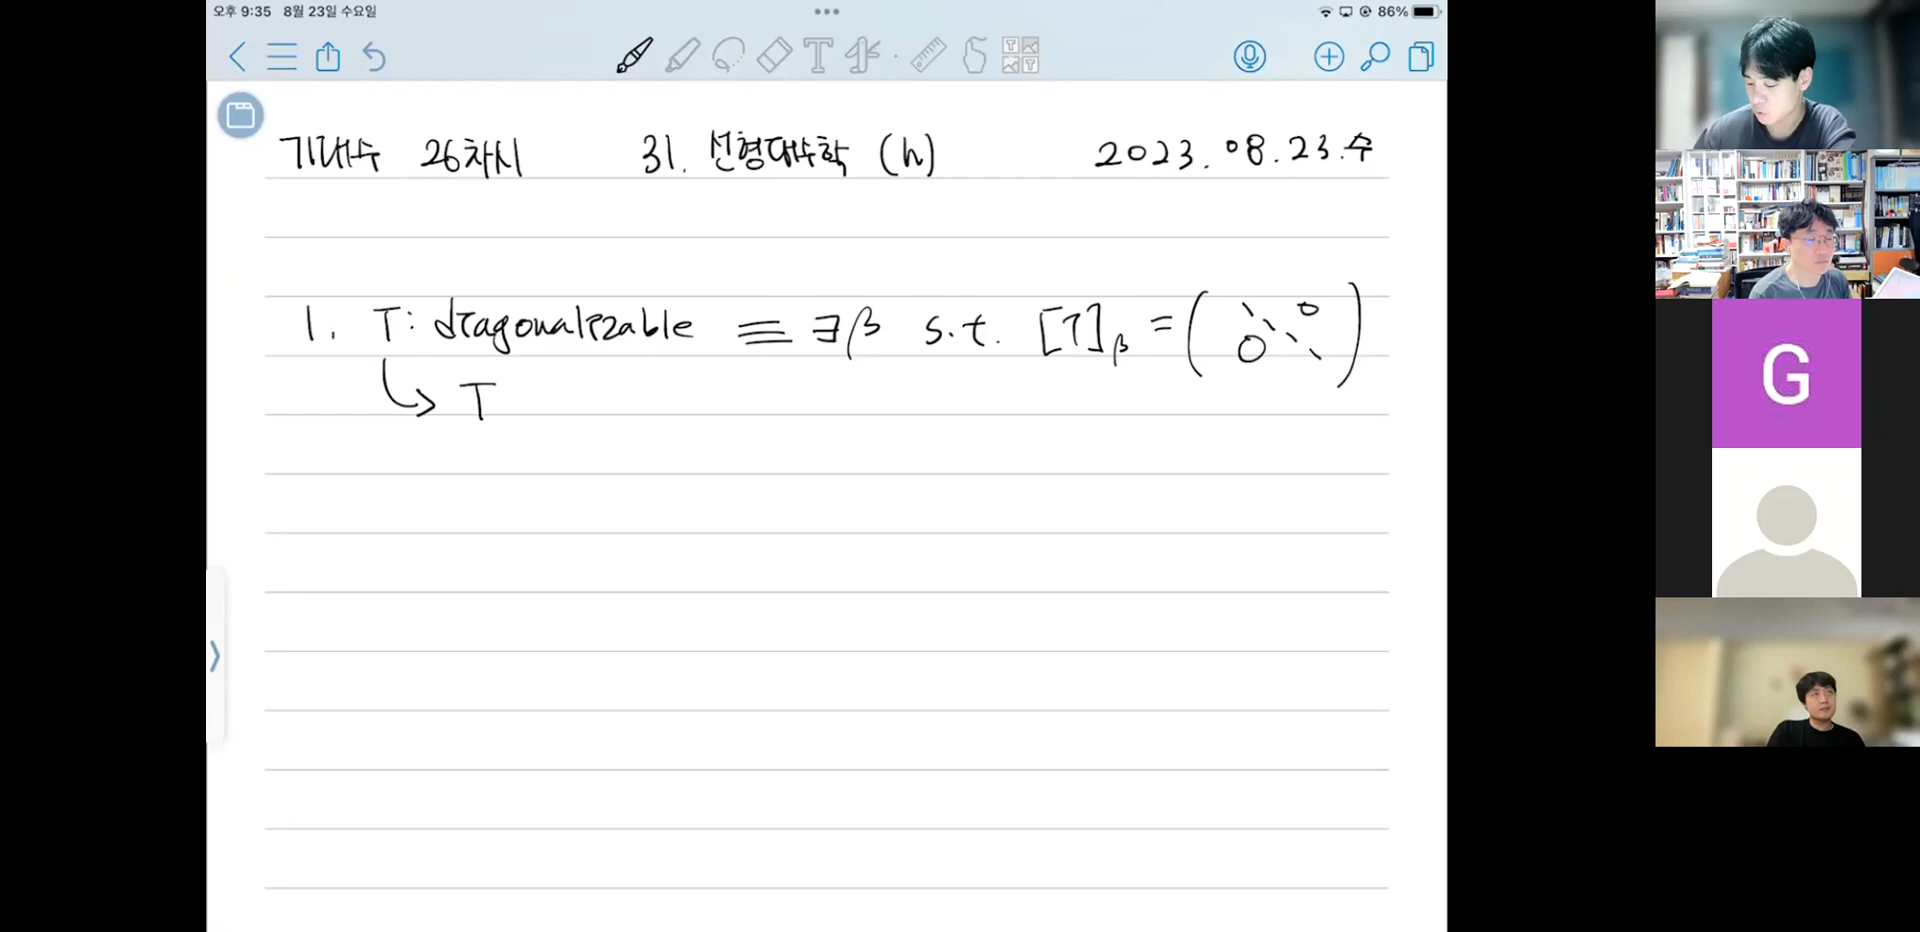 오후 9:35 8월 23일 수요일
86%
기대수 26차시 31. 선형대수학 (h) 2023.08.23.수
1. T: diagonalizable ≡ ∃β s.t. [T]β = ( 0 0 )
↳ T
G